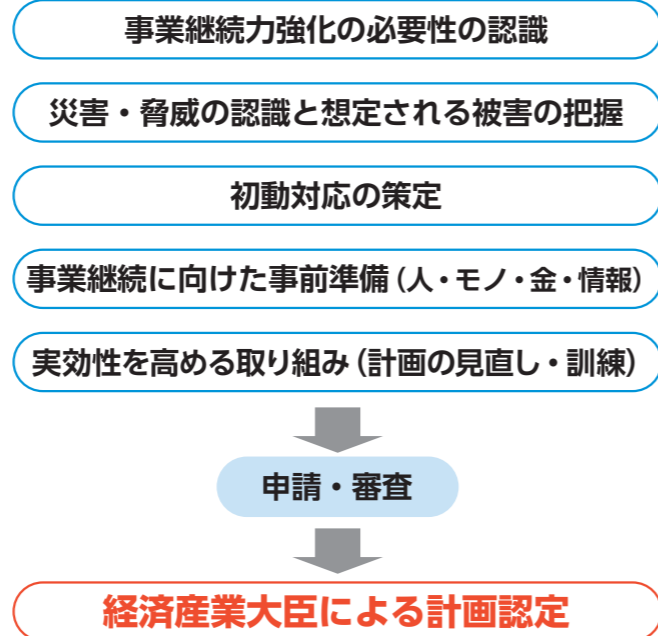 事業継続力強化の必要性の認識
災害・脅威の認識と想定される被害の把握
初動対応の策定
事業継続に向けた事前準備（人・モノ・金・情報）
実効性を高める取り組み（計画の見直し・訓練）
申請・審査
経済産業大臣による計画認定